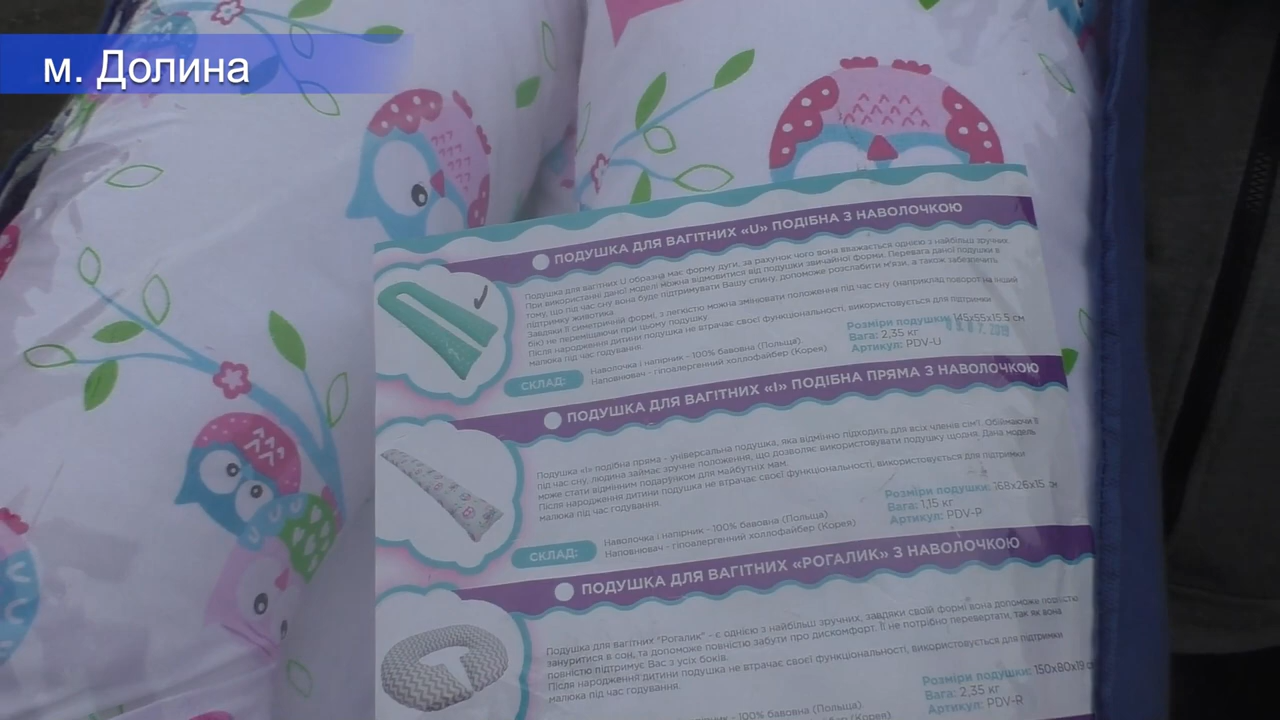 м. Долина
ПОДУШКА ДЛЯ ВАГІТНИХ «U» ПОДІБНА З НАВОЛОЧКОЮ
Подушка для вагітних U образна має форму дуги, за рахунок чого вона вважається однією з найбільш зручних.
При використанні даної моделі можна відмовитися від подушки звичайної форми. Перевага даної подушки в
тому, що під час сну вона буде підтримувати Вашу спину, допоможе розслабити м'язи, а також забезпечить
підтримку животика.
Завдяки її симетричній формі, з легкістю можна змінювати положення під час сну (наприклад поворот на інший
бік) не переміщаючи при цьому подушку
Після народження дитини подушка не втрачає своєї функціональності, використовується для підтримки
малюка під час годування.
Розміри подушки: 145x55x15.5 см
Вага: 2,35 кг
Артикул: PDV-U
СКЛАД:
Наволочка і напірник - 100% бавовна (Польща).
Наповнювач - гіпоалергенний холлофайбер (Корея)
ПОДУШКА ДЛЯ ВАГІТНИХ «I» ПОДІБНА ПРЯМА З НАВОЛОЧКОЮ
Подушка «I» подібна пряма - універсальна подушка, яка відмінно підходить для всіх членів сім'ї. Обіймаючи її
під час сну, людина займає зручне положення, що дозволяє використовувати подушку щодня. Дана модель
може стати відмінним подарунком для майбутніх мам.
Після народження дитини подушка не втрачає своєї функціональності, використовується для підтримки
малюка під час годування.
Розміри подушки: 168x26x15 см
Вага: 1,15 кг
Артикул: PDV-P
СКЛАД:
Наволочка і напірник - 100% бавовна (Польща).
Наповнювач - гіпоалергенний холлофайбер (Корея)
ПОДУШКА ДЛЯ ВАГІТНИХ «РОГАЛИК» З НАВОЛОЧКОЮ
Подушка для вагітних "Рогалик" - є однією з найбільш зручних, завдяки своїй формі вона допоможе повністю
зануритися в сон, та допоможе повністю забути про дискомфорт. Її не потрібно перевертати, так як вона
повністю підтримує Вас з усіх боків.
Після народження дитини подушка не втрачає своєї функціональності, використовується для підтримки
малюка під час годування.
Розміри подушки: 150x80x19
Вага: 2,35 кг
Артикул: PDV-R
100% бавовна (Польща)
холлофайбер (Корея)